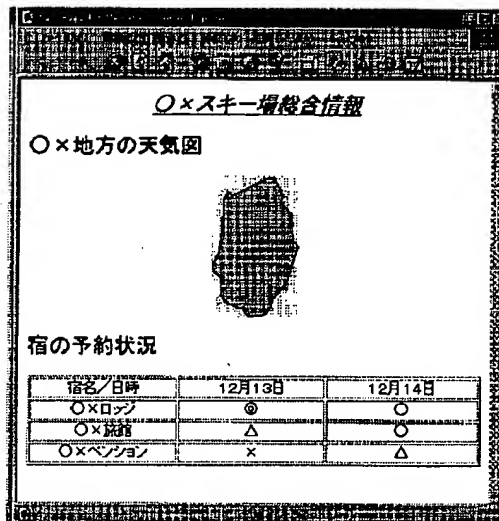 ○×スキー場総合情報
○×地方の天気図
宿の予約状況
宿名／日時 12月13日 12月14日
○×ロッジ ◎ ○
○×旅館 △ ○
○×ペンション × △